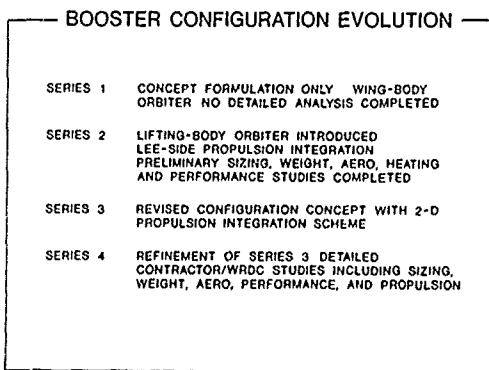 BOOSTER CONFIGURATION EVOLUTION
SERIES 1 CONCEPT FORMULATION ONLY WING-BODY
ORBITER NO DETAILED ANALYSIS COMPLETED
SERIES 2 LIFTING-BODY ORBITER INTRODUCED
LEE-SIDE PROPULSION INTEGRATION
PRELIMINARY SIZING, WEIGHT, AERO, HEATING
AND PERFORMANCE STUDIES COMPLETED
SERIES 3 REVISED CONFIGURATION CONCEPT WITH 2-D
PROPULSION INTEGRATION SCHEME
SERIES 4 REFINEMENT OF SERIES 3 DETAILED
CONTRACTOR/WRDC STUDIES INCLUDING SIZING,
WEIGHT, AERO, PERFORMANCE, AND PROPULSION